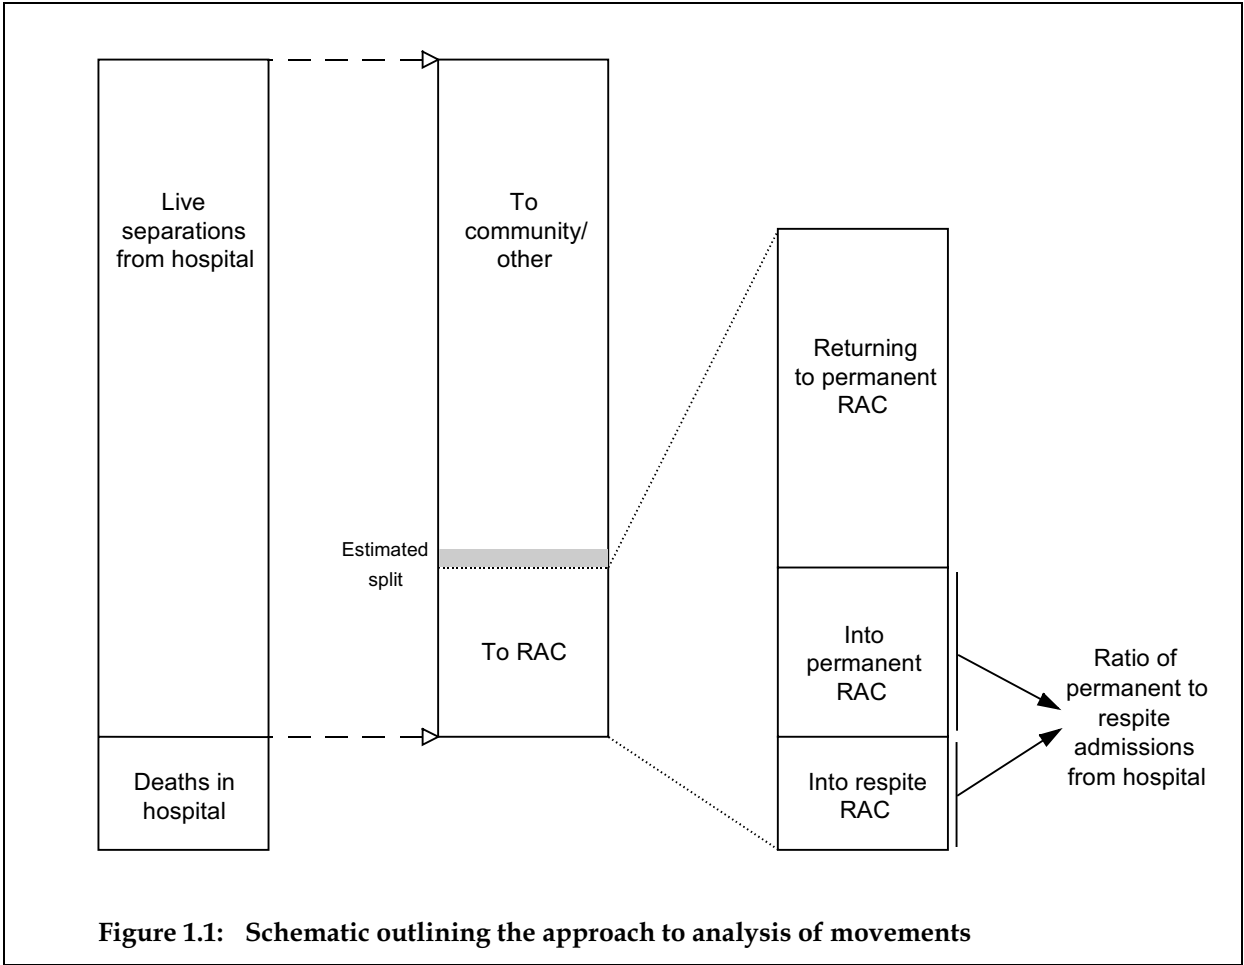 Live
separations
from hospital
Deaths in
hospital
To
community/
other
Estimated
split
To RAC
Returning
to permanent
RAC
Into
permanent
RAC
Into respite
RAC
Ratio of
permanent to
respite
admissions
from hospital
Figure 1.1: Schematic outlining the approach to analysis of movements